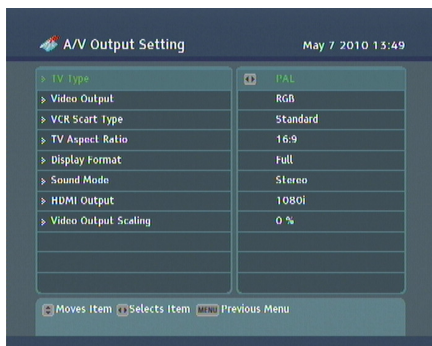 A/V Output Setting May 7 2010 13:49
TV Type PAL
Video Output RGB
VCR Scart Type Standard
TV Aspect Ratio 16:9
Display Format Full
Sound Mode Stereo
HDMI Output 1080i
Video Output Scaling 0 %
Moves Item Selects Item MENU Previous Menu